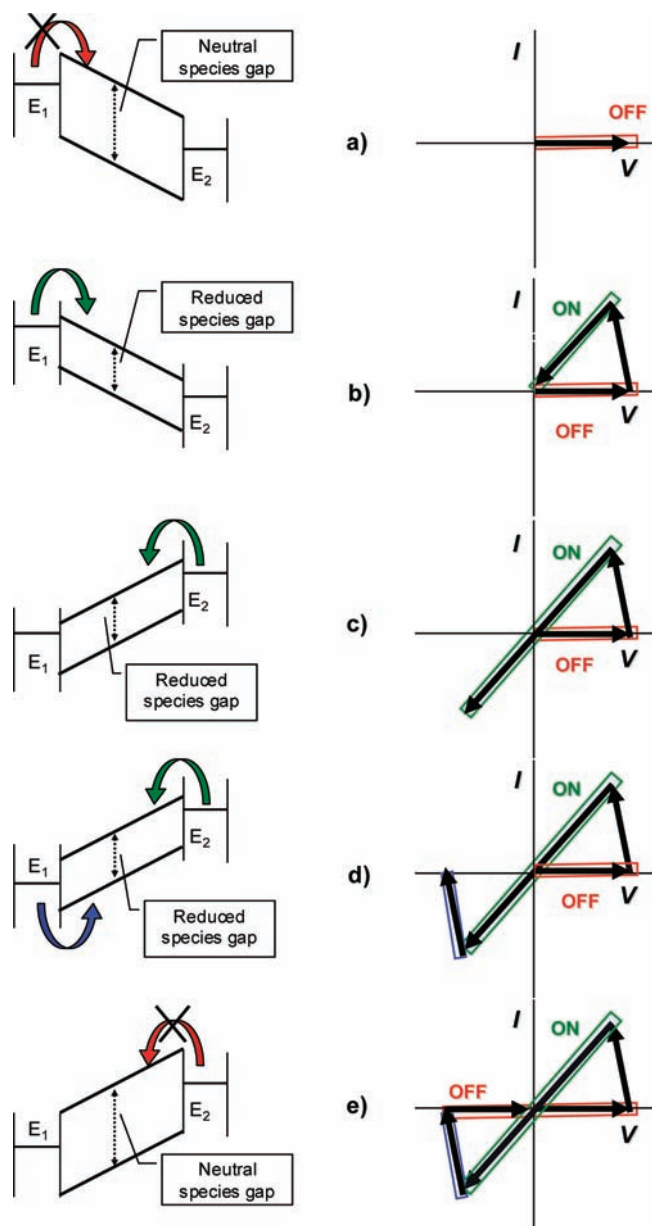 Neutral
species gap
E1
E2
a)
I
OFF
V
Reduced
species gap
E1
E2
b)
I
ON
OFF
V
E2
E1
Reduced
species gap
c)
I
ON
OFF
V
E1
E2
Reduced
species gap
d)
I
ON
OFF
V
E1
E2
Neutral
species gap
e)
I
ON
OFF
V